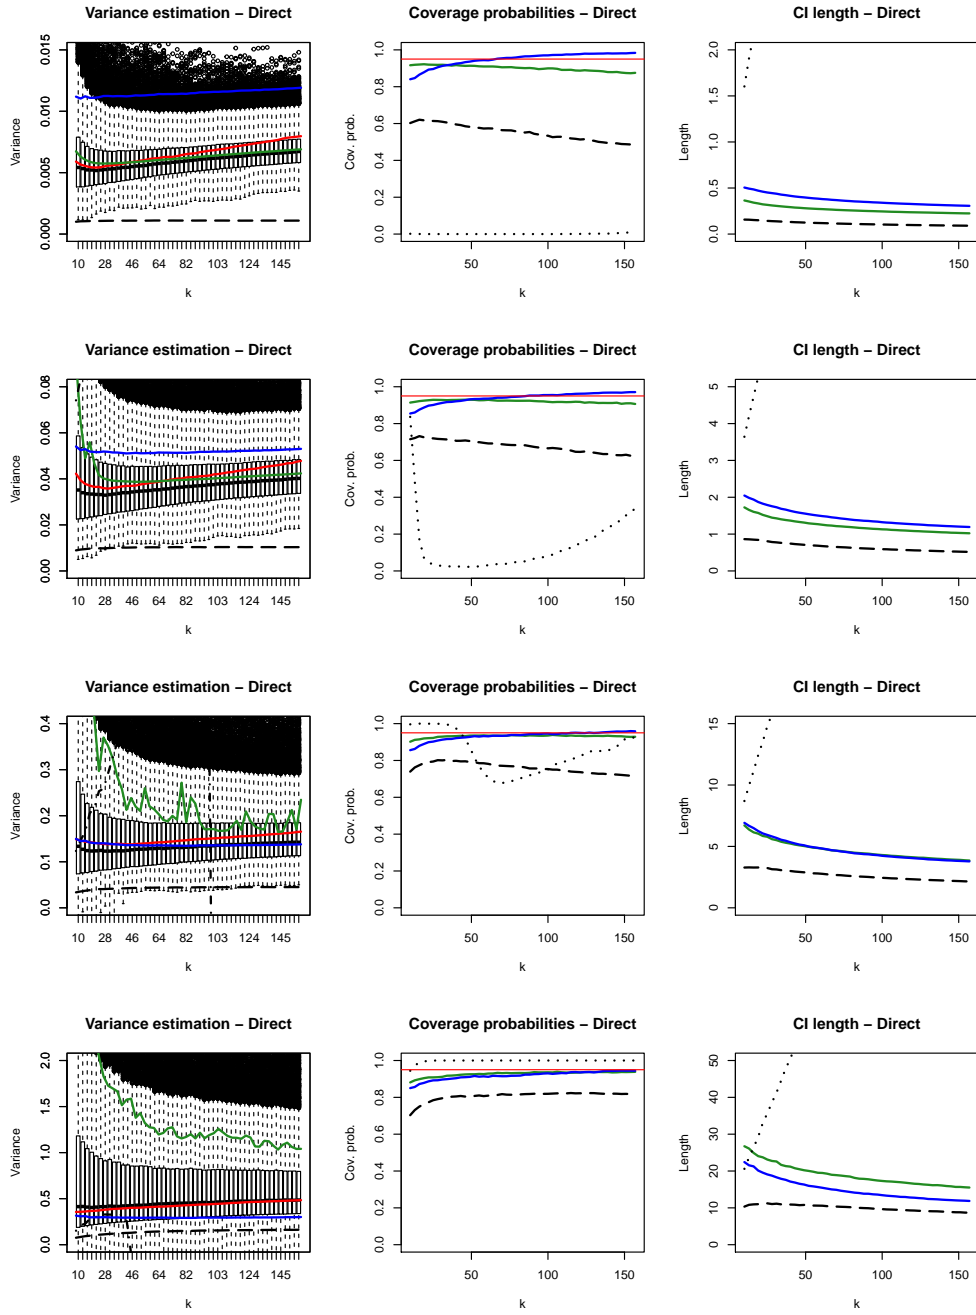 Variance estimation – Direct
Coverage probabilities – Direct
CI length – Direct
Variance
0.000 0.005 0.010 0.015
10 28 46 64 82 103 124 145
k
Cov. prob.
0.0 0.2 0.4 0.6 0.8 1.0
50 100 150
k
Length
0.0 0.5 1.0 1.5 2.0
50 100 150
k
Variance estimation – Direct
Coverage probabilities – Direct
CI length – Direct
Variance
0.00 0.02 0.04 0.06 0.08
10 28 46 64 82 103 124 145
k
Cov. prob.
0.0 0.2 0.4 0.6 0.8 1.0
50 100 150
k
Length
0 1 2 3 4 5
50 100 150
k
Variance estimation – Direct
Coverage probabilities – Direct
CI length – Direct
Variance
0.0 0.1 0.2 0.3 0.4
10 28 46 64 82 103 124 145
k
Cov. prob.
0.0 0.2 0.4 0.6 0.8 1.0
50 100 150
k
Length
0 5 10 15
50 100 150
k
Variance estimation – Direct
Coverage probabilities – Direct
CI length – Direct
Variance
0.0 0.5 1.0 1.5 2.0
10 28 46 64 82 103 124 145
k
Cov. prob.
0.0 0.2 0.4 0.6 0.8 1.0
50 100 150
k
Length
0 10 20 30 40 50
50 100 150
k